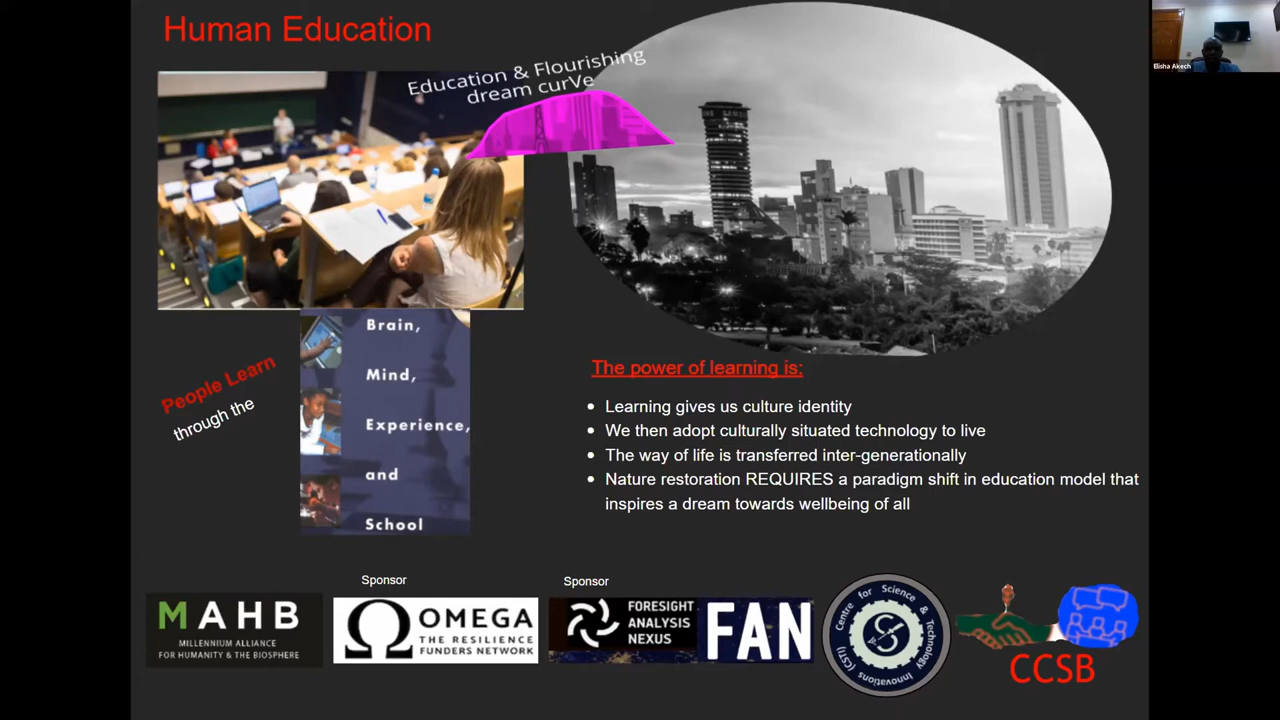 Human Education
Education & Flourishing
dream curVe
Elisha Akech
People Learn
through the
Brain,
Mind,
Experience,
and
School
The power of learning is:
Learning gives us culture identity
We then adopt culturally situated technology to live
The way of life is transferred inter-generationally
Nature restoration REQUIRES a paradigm shift in education model that
inspires a dream towards wellbeing of all
Sponsor
Sponsor
MAHB
MILLENNIUM ALLIANCE
FOR HUMANITY & THE BIOSPHERE
OMEGA
THE RESILIENCE
FUNDERS NETWORK
FORESIGHT
ANALYSIS
NEXUS
FAN
Centre for Science & Technology Innovations (CSTI)
CCSB